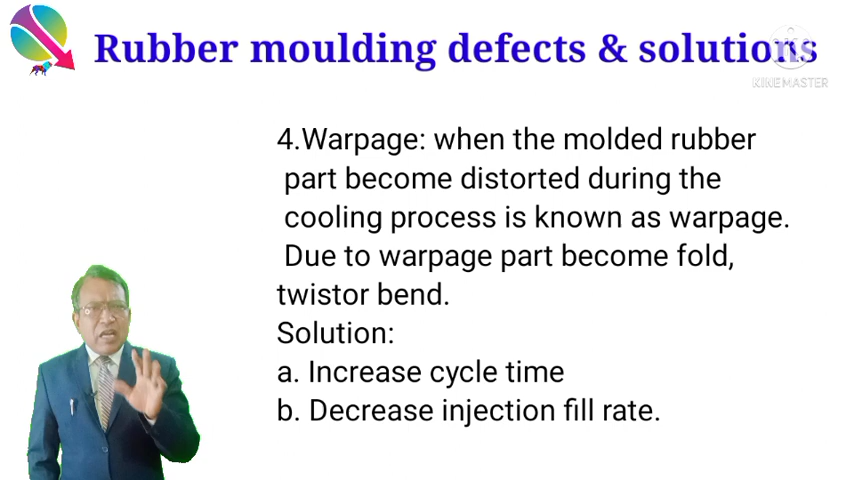 Rubber moulding defects & solutions
KINEMASTER
4.Warpage: when the molded rubber
part become distorted during the
cooling process is known as warpage.
Due to warpage part become fold,
twistor bend.
Solution:
a. Increase cycle time
b. Decrease injection fill rate.